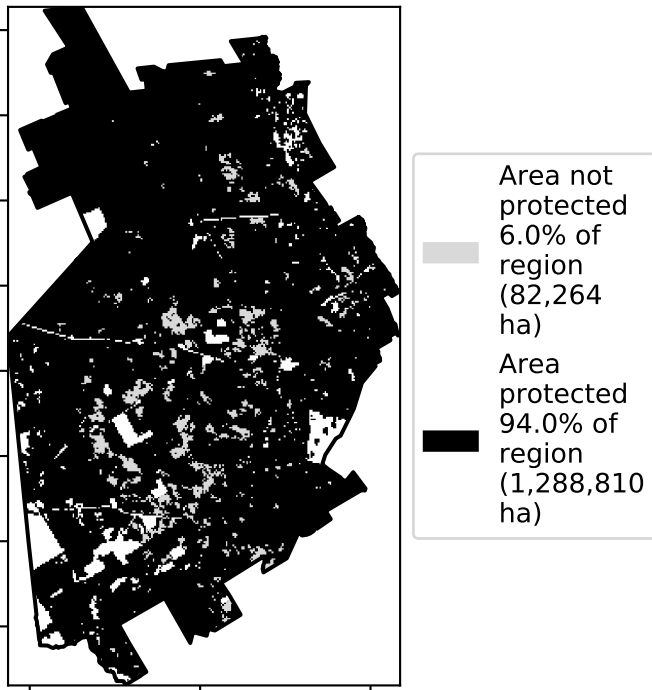 Area not
protected
6.0% of
region
(82,264
ha)
Area
protected
94.0% of
region
(1,288,810
ha)